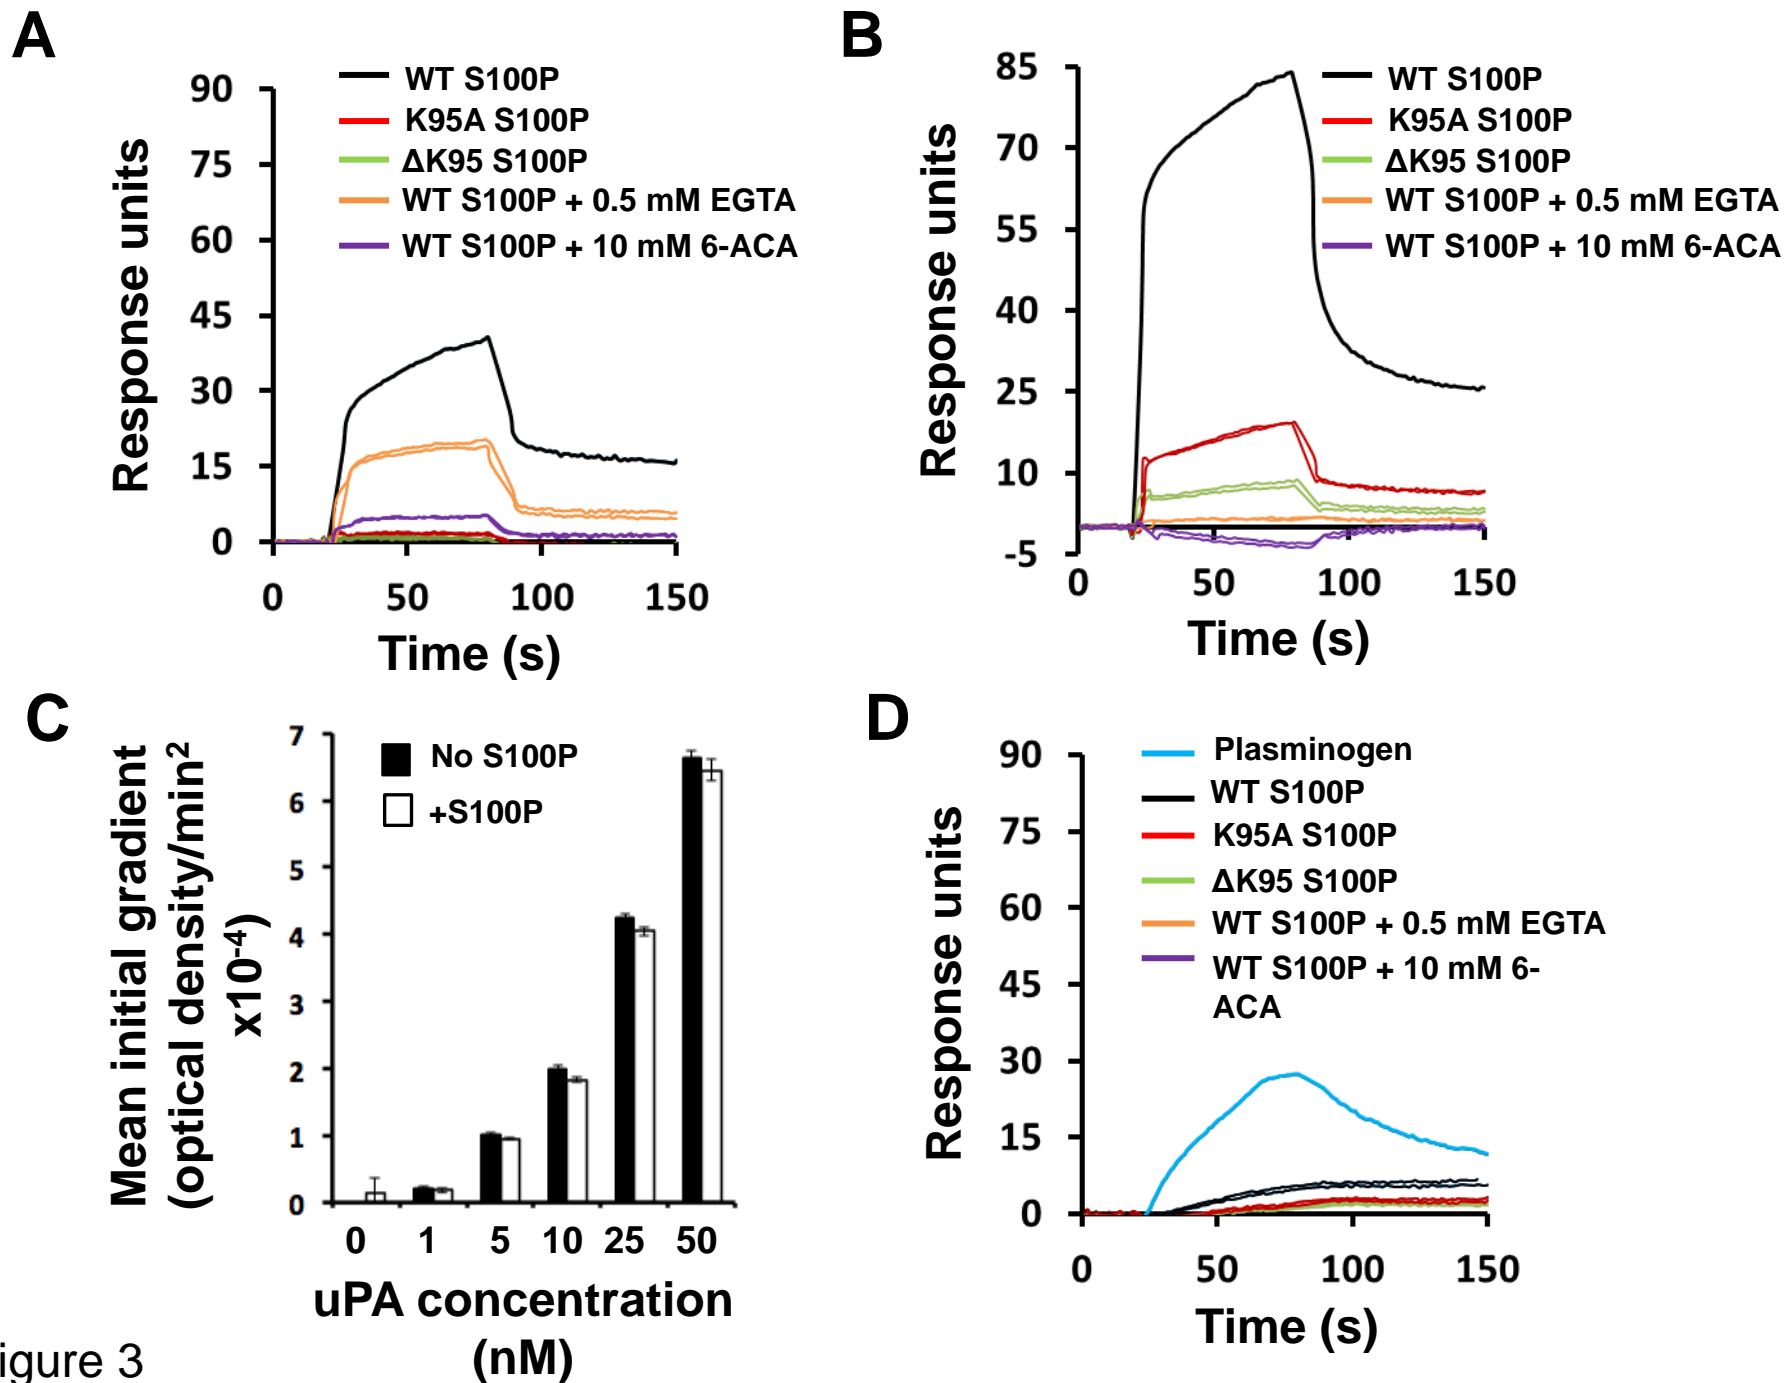 A
90
75
60
45
30
15
0
Response units
WT S100P
K95A S100P
ΔK95 S100P
WT S100P + 0.5 mM EGTA
WT S100P + 10 mM 6-ACA
0 50 100 150
Time (s)
B
85
70
55
40
25
10
-5
Response units
WT S100P
K95A S100P
ΔK95 S100P
WT S100P + 0.5 mM EGTA
WT S100P + 10 mM 6-ACA
0 50 100 150
Time (s)
C
Mean initial gradient
(optical density/min²
x10⁻⁴)
7
6
5
4
3
2
1
0
No S100P
+S100P
0 1 5 10 25 50
uPA concentration
(nM)
D
90
75
60
45
30
15
0
Response units
Plasminogen
WT S100P
K95A S100P
ΔK95 S100P
WT S100P + 0.5 mM EGTA
WT S100P + 10 mM 6-
ACA
0 50 100 150
Time (s)
igure 3